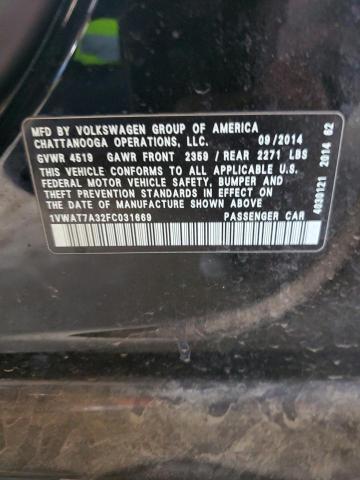 MFD BY VOLKSWAGEN GROUP OF AMERICA
CHATTANOOGA OPERATIONS, LLC. 09/2014
GVWR 4519 GAWR FRONT 2359 / REAR 2271 LBS
THIS VEHICLE CONFORMS TO ALL APPLICABLE U.S.
FEDERAL MOTOR VEHICLE SAFETY, BUMPER AND
THEFT PREVENTION STANDARDS IN EFFECT ON
THE DATE OF MANUFACTURE SHOWN ABOVE
1VWAT7A32FC031669 PASSENGER CAR
4030121 2014 82